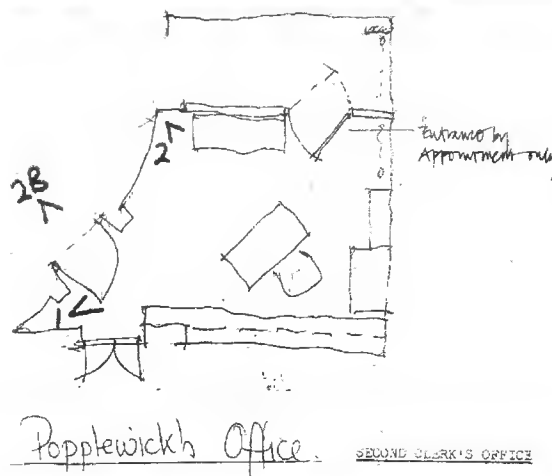 Entrance by
Appointment only
2
2B
1
Popplewick's Office.
SECOND CLERK'S OFFICE